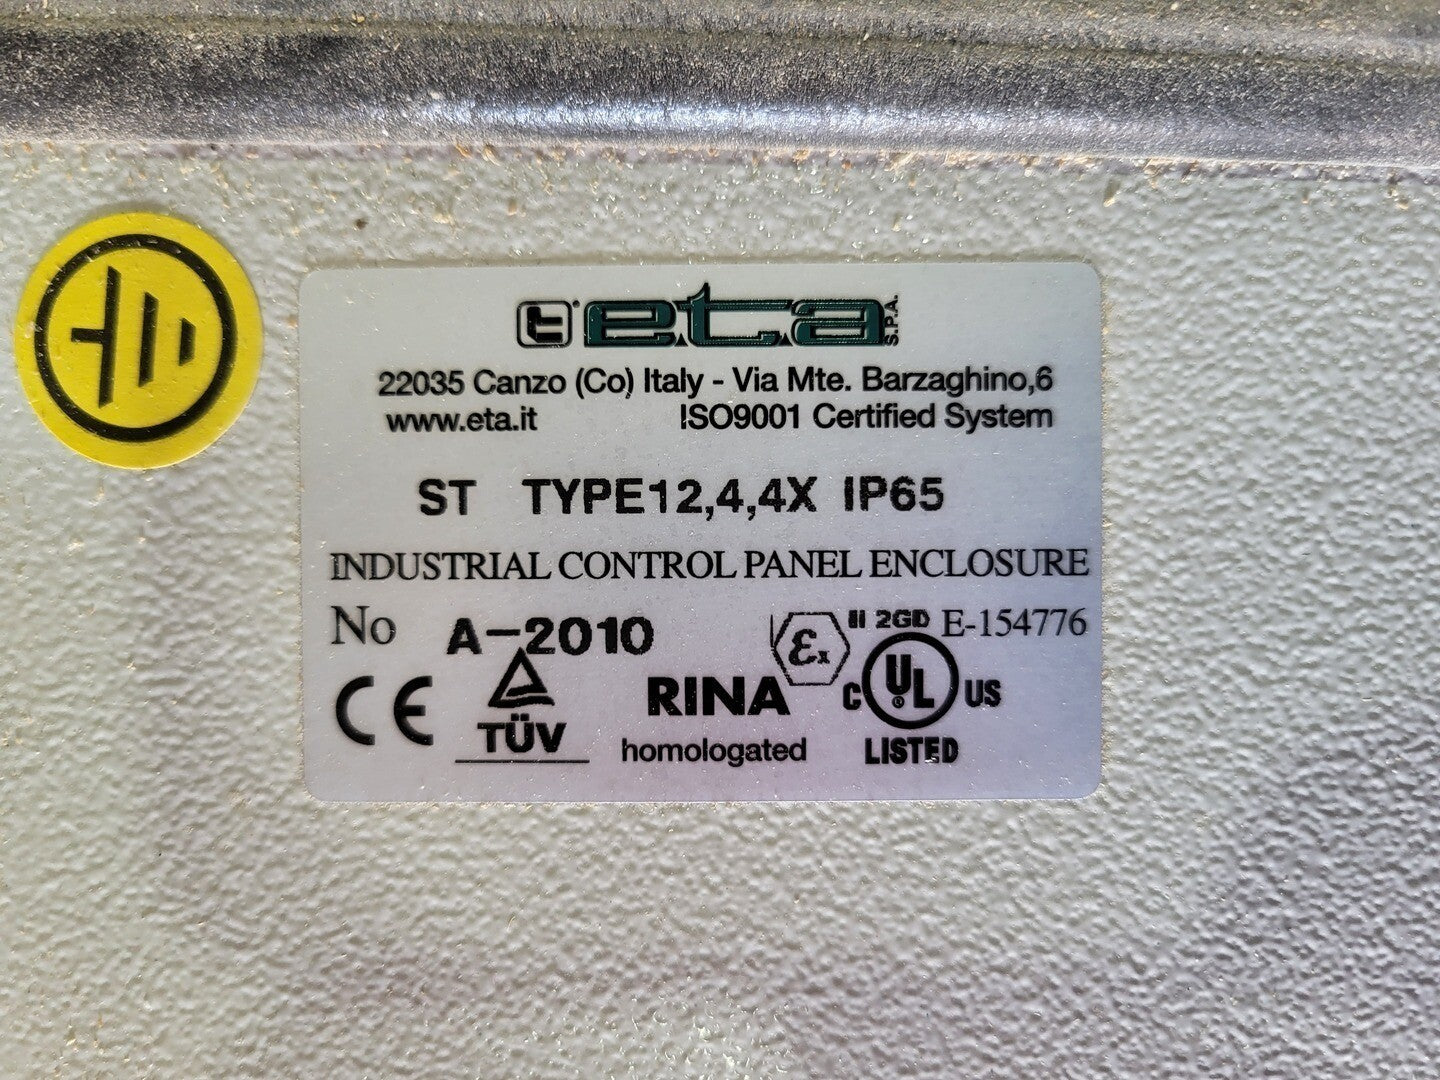 e.t.a S.P.A.
22035 Canzo (Co) Italy - Via Mte. Barzaghino,6
www.eta.it ISO9001 Certified System
ST TYPE12,4,4X IP65
INDUSTRIAL CONTROL PANEL ENCLOSURE
No A-2010 Ex II 2GD E-154776
CE TÜV RINA homologated C UL ® US LISTED